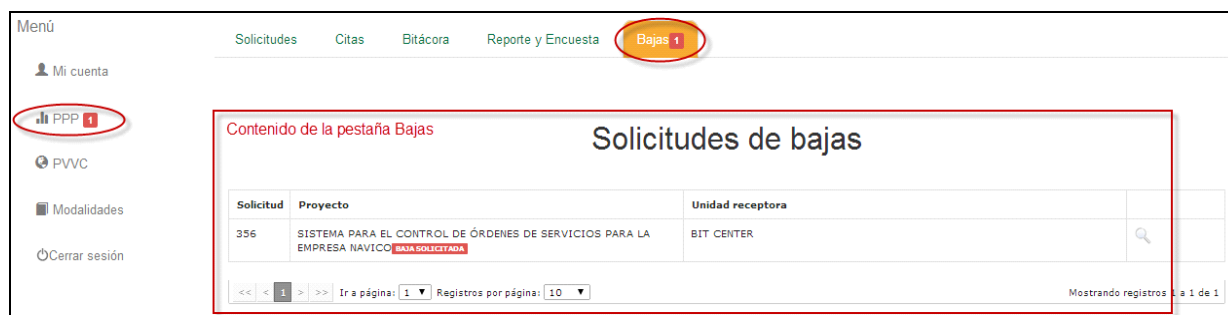 Menú
Solicitudes Citas Bitácora Reporte y Encuesta Bajas 1
Mi cuenta
PPP 1
Contenido de la pestaña Bajas
Solicitudes de bajas
PVVC
Modalidades
Solicitud Proyecto Unidad receptora
356 SISTEMA PARA EL CONTROL DE ÓRDENES DE SERVICIOS PARA LA BIT CENTER
EMPRESA NAVICO BAJA SOLICITADA
Cerrar sesión
<< < 1 > >> Ir a página: 1 Registros por página: 10 Mostrando registros 1 a 1 de 1